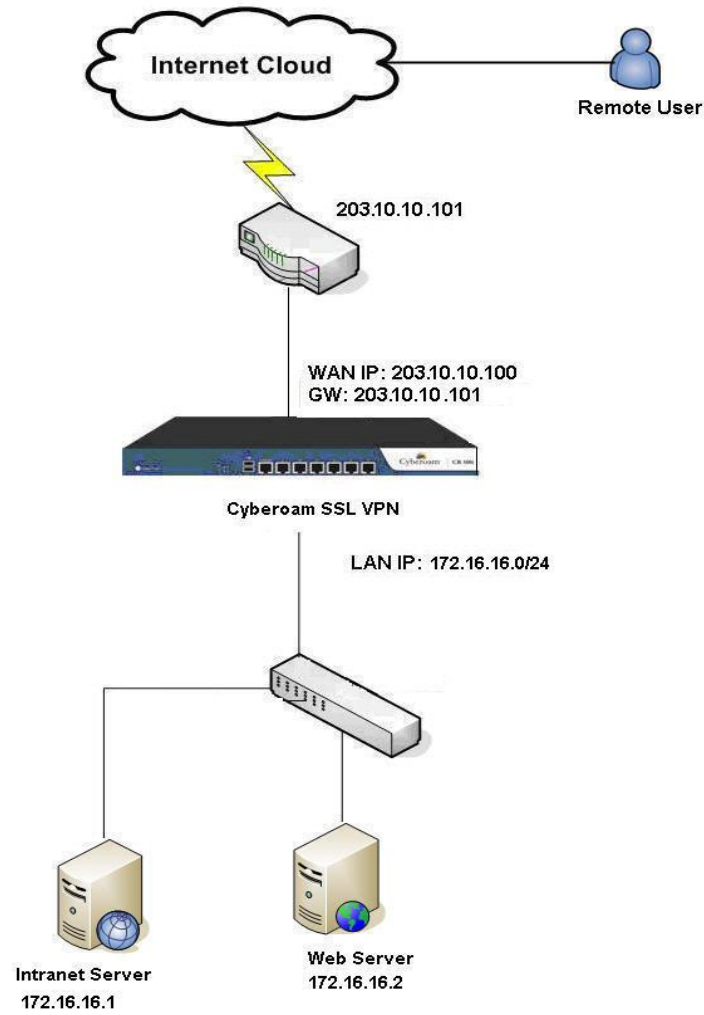 Internet Cloud
Remote User
203.10.10.101
WAN IP: 203.10.10.100
GW: 203.10.10.101
Cyberoam
Cyberoam SSL VPN
LAN IP: 172.16.16.0/24
Web Server
172.16.16.2
Intranet Server
172.16.16.1